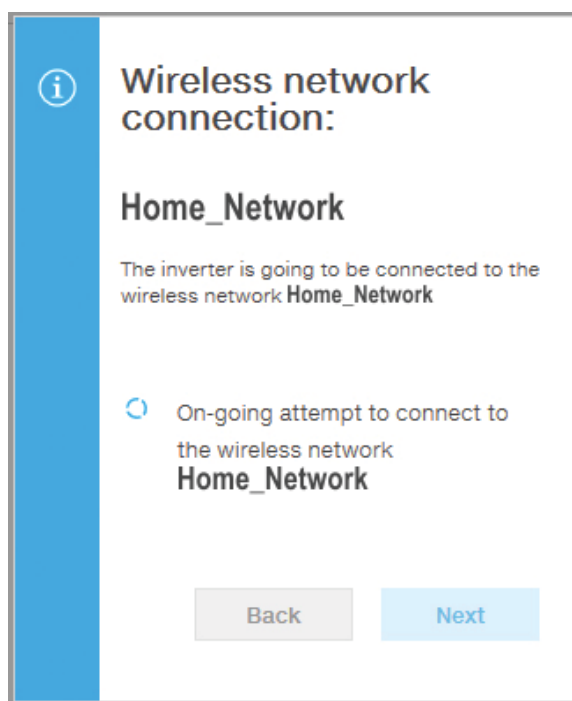 i
Wireless network
connection:
Home_Network
The inverter is going to be connected to the
wireless network Home_Network
On-going attempt to connect to
the wireless network
Home_Network
Back Next